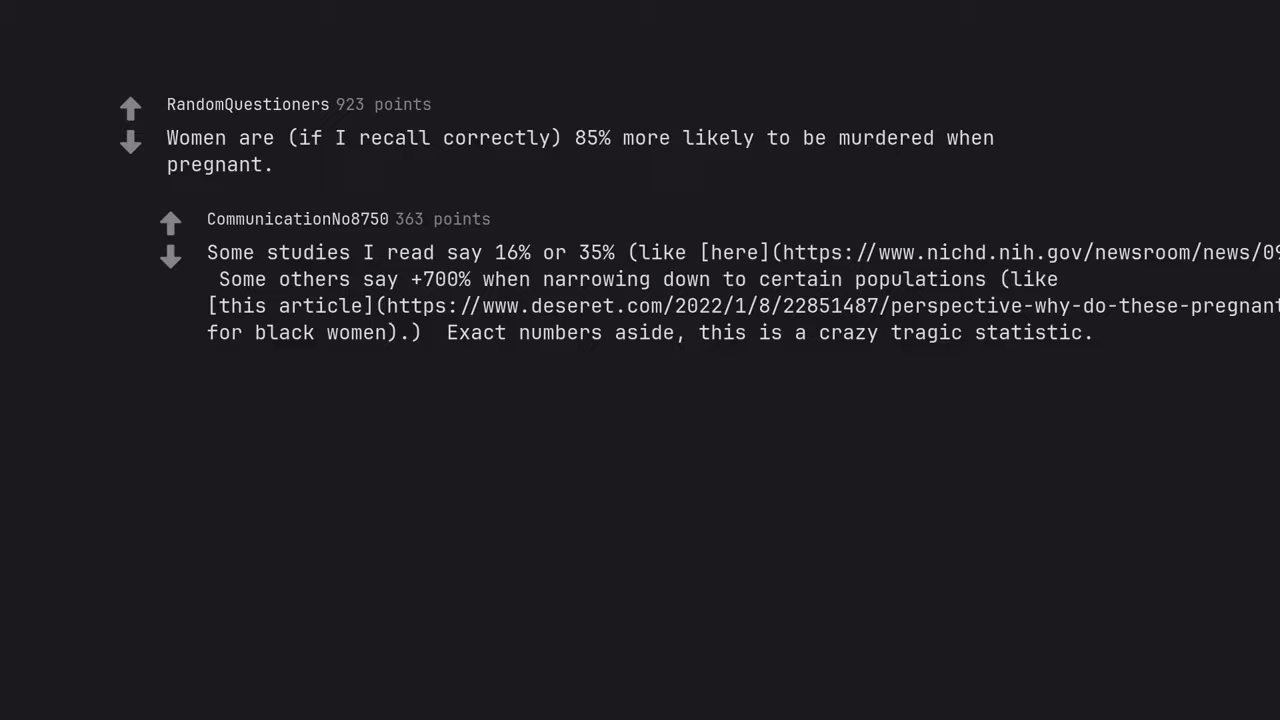 RandomQuestioners 923 points
Women are (if I recall correctly) 85% more likely to be murdered when
pregnant.
CommunicationNo8750 363 points
Some studies I read say 16% or 35% (like [here](https://www.nichd.nih.gov/newsroom/news/09
Some others say +700% when narrowing down to certain populations (like
[this article](https://www.deseret.com/2022/1/8/22851487/perspective-why-do-these-pregnant
for black women).) Exact numbers aside, this is a crazy tragic statistic.